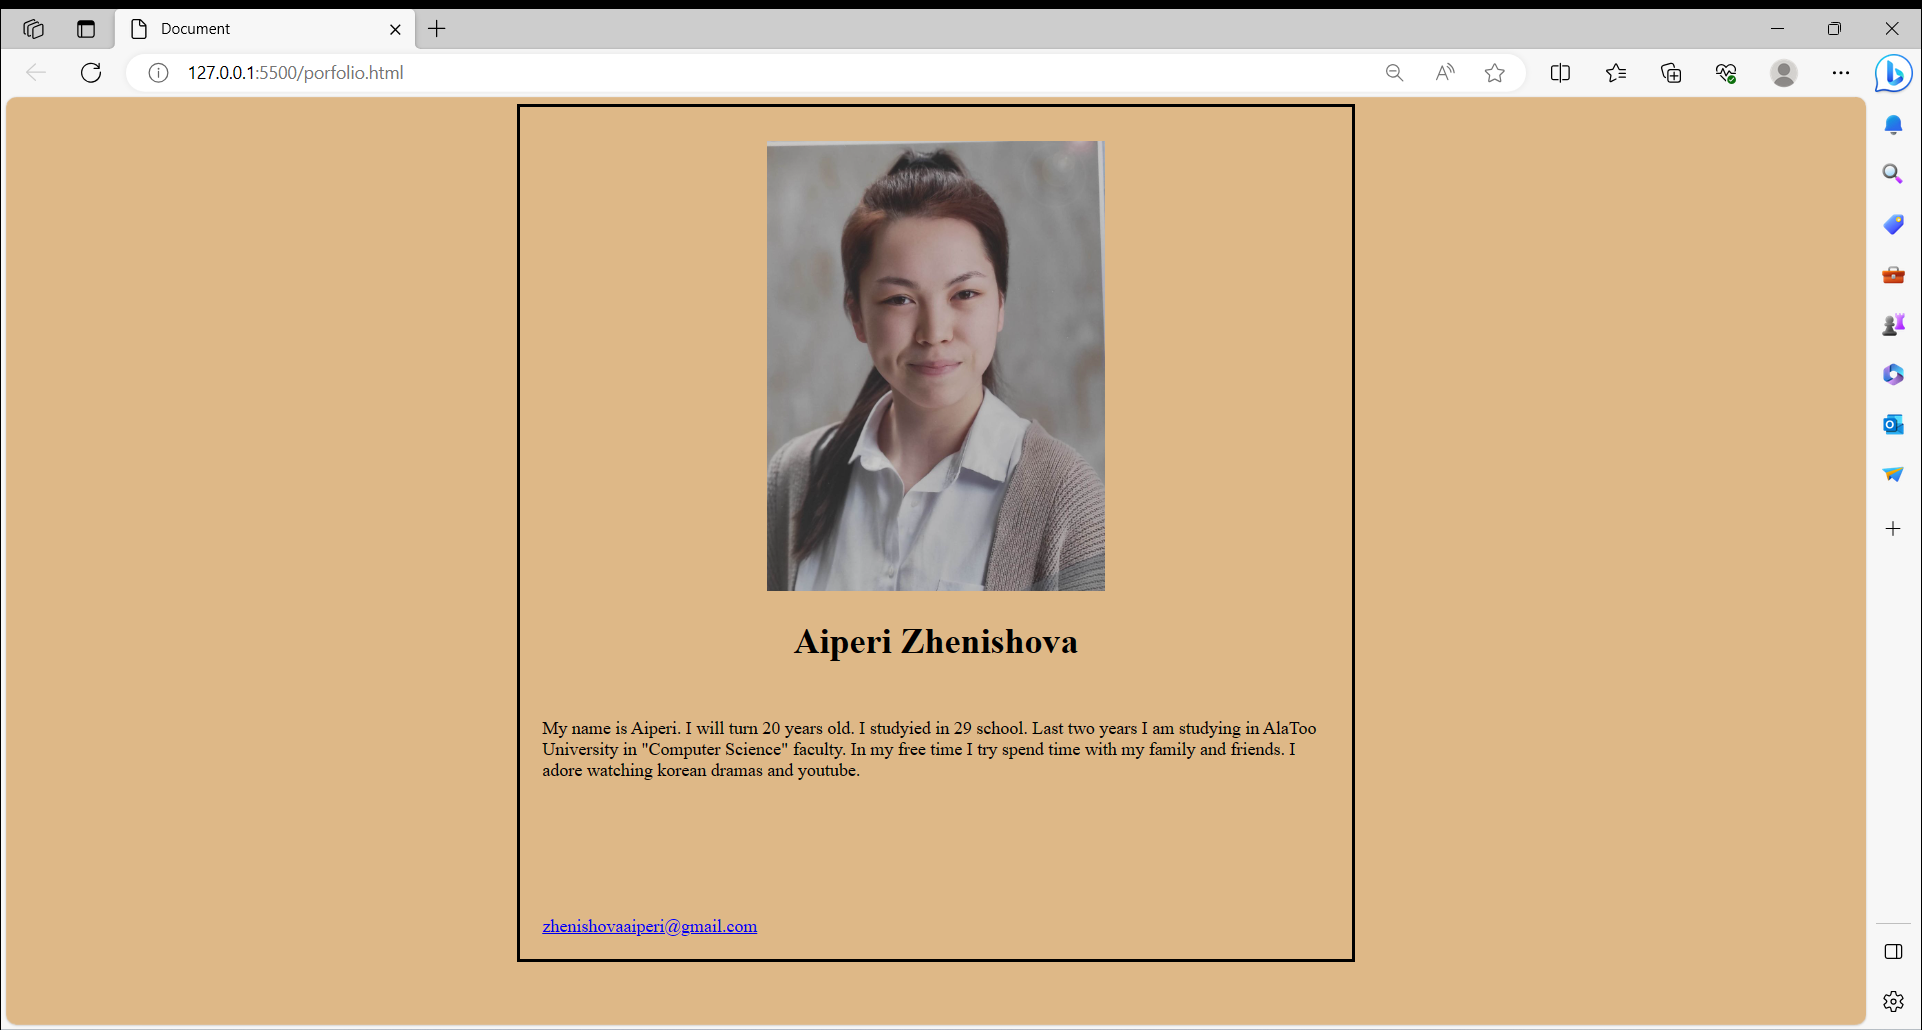 Document
127.0.0.1:5500/porfolio.html
Aiperi Zhenishova
My name is Aiperi. I will turn 20 years old. I studyied in 29 school. Last two years I am studying in AlaToo
University in "Computer Science" faculty. In my free time I try spend time with my family and friends. I
adore watching korean dramas and youtube.
zhenishovaaiperi@gmail.com